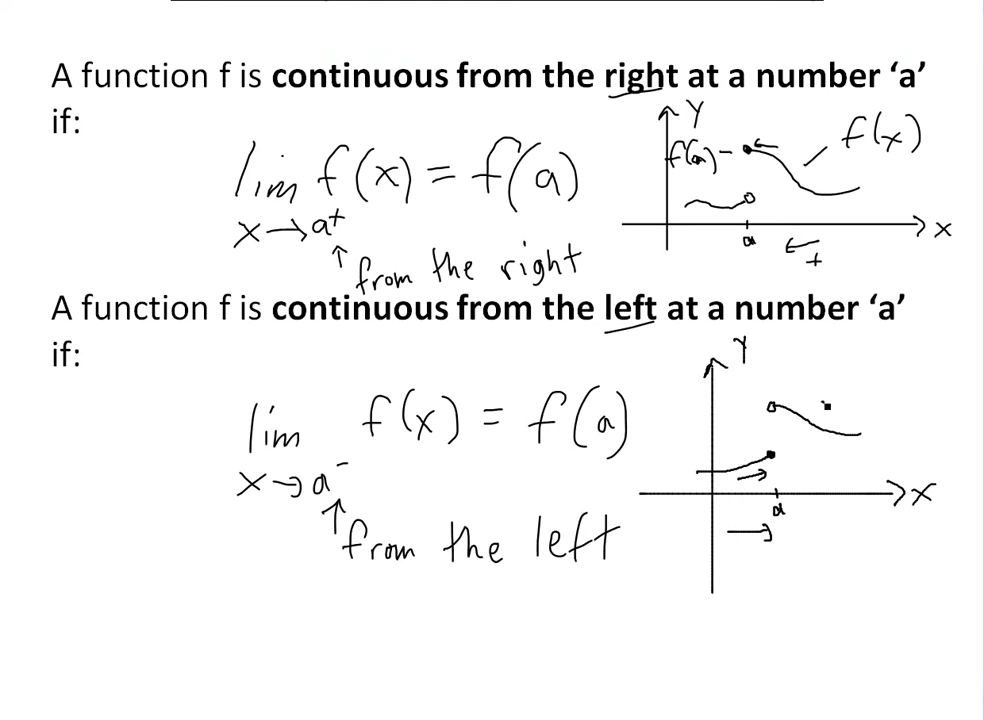 A function f is continuous from the right at a number ‘a’
if:
Y
f(x)
f(a)
lim f(x) = f(a)
x→a⁺
x
a
←
+
↑ from the right
A function f is continuous from the left at a number ‘a’
if:
Y
lim f(x) = f(a)
x→a⁻
x
a
→
↑ from the left